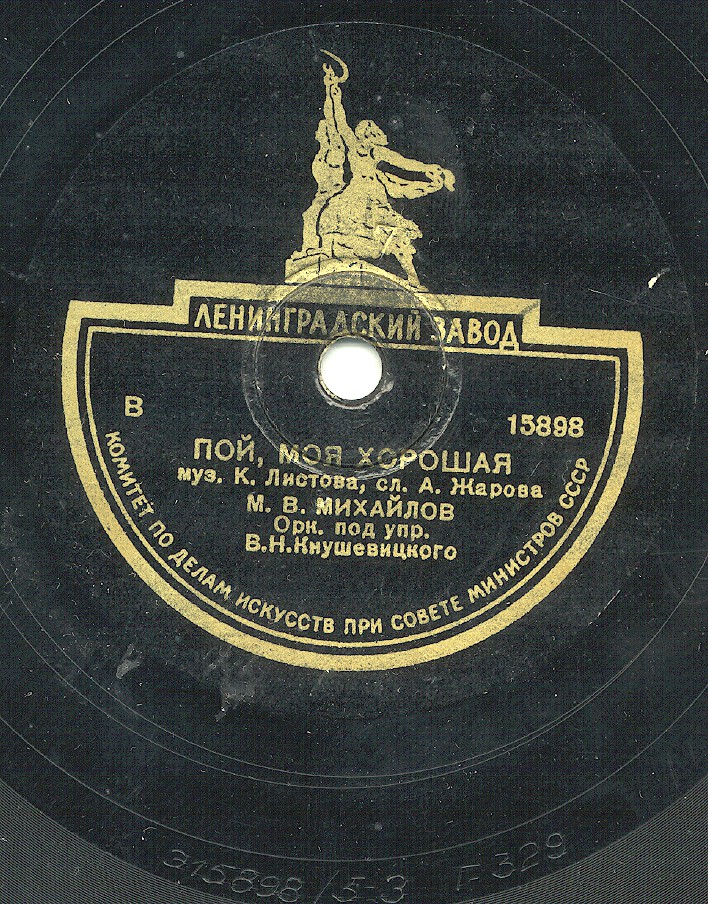 ЛЕНИНГРАДСКИЙ ЗАВОД
В 15898
ПОЙ, МОЯ ХОРОШАЯ
муз. К. Листова, сл. А. Жарова
М. В. МИХАЙЛОВ
Орк. под упр.
В.Н.Кнушевицкого
КОМИТЕТ ПО ДЕЛАМ ИСКУССТВ ПРИ СОВЕТЕ МИНИСТРОВ СССР
315898/5-3 F329